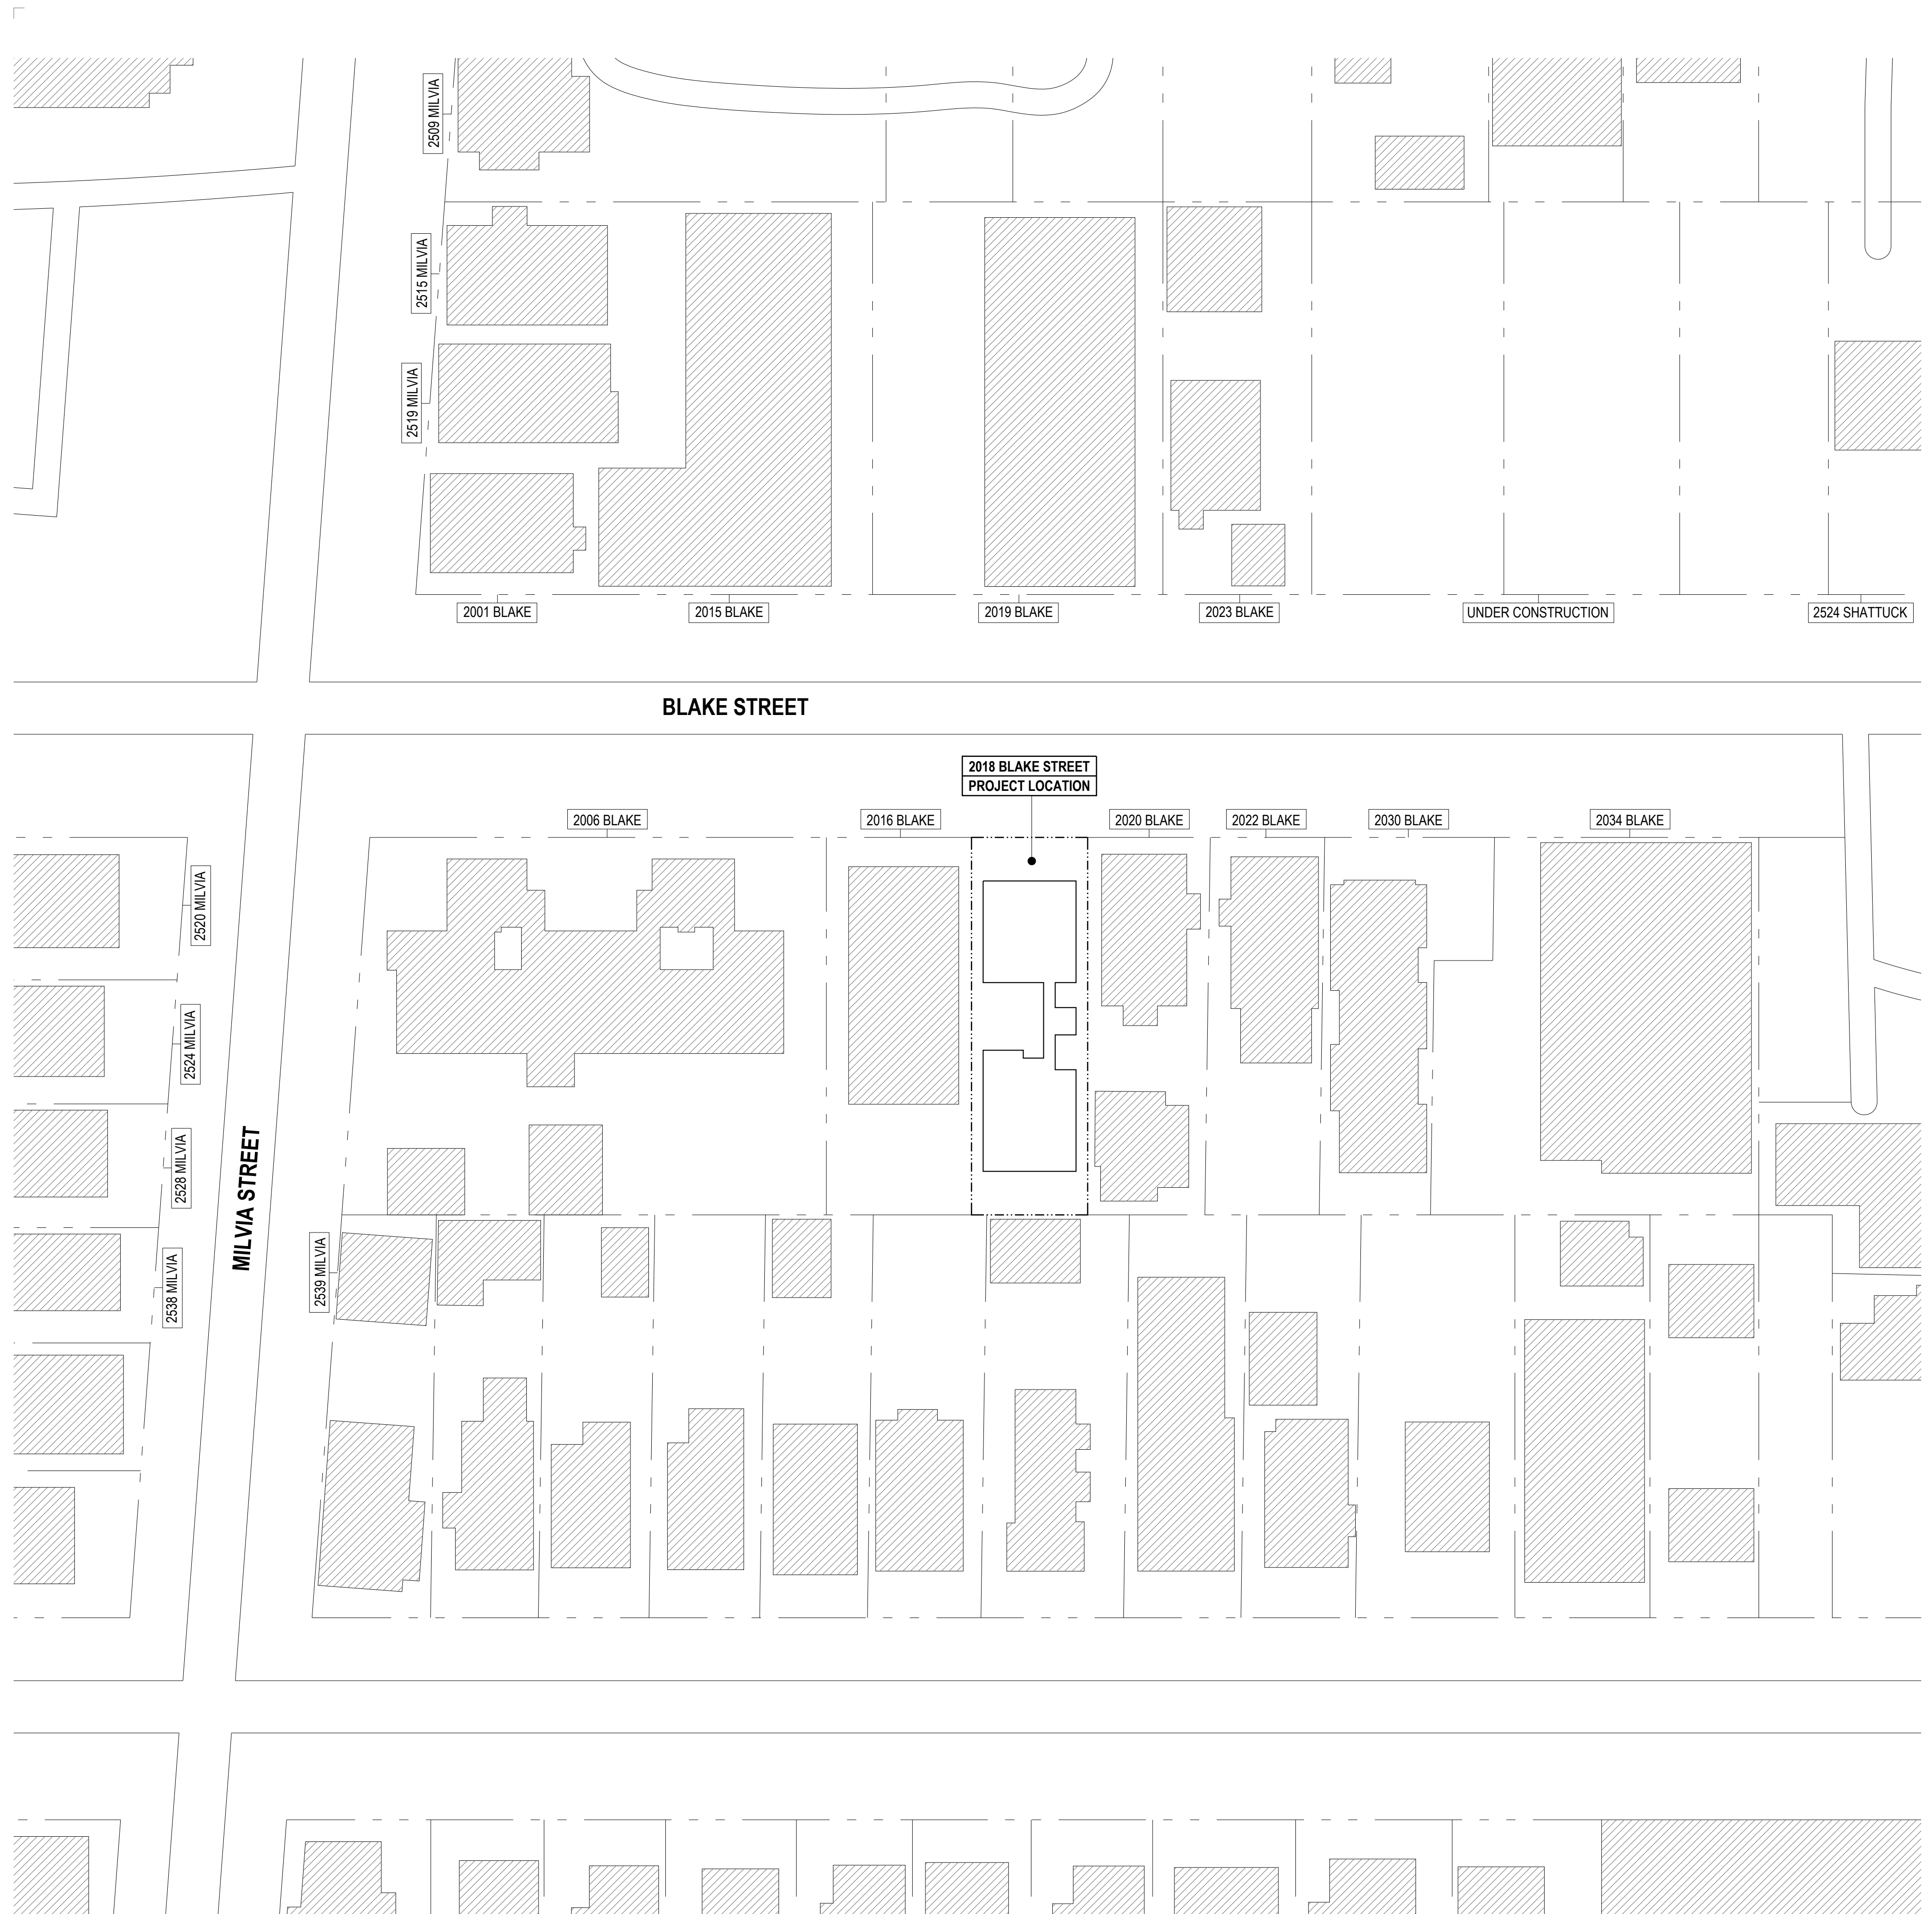 2509 MILVIA
2515 MILVIA
2519 MILVIA
2001 BLAKE
2015 BLAKE
2019 BLAKE
2023 BLAKE
UNDER CONSTRUCTION
2524 SHATTUCK
BLAKE STREET
2018 BLAKE STREET
PROJECT LOCATION
2006 BLAKE
2016 BLAKE
2020 BLAKE
2022 BLAKE
2030 BLAKE
2034 BLAKE
2520 MILVIA
2524 MILVIA
2528 MILVIA
2538 MILVIA
MILVIA STREET
2539 MILVIA